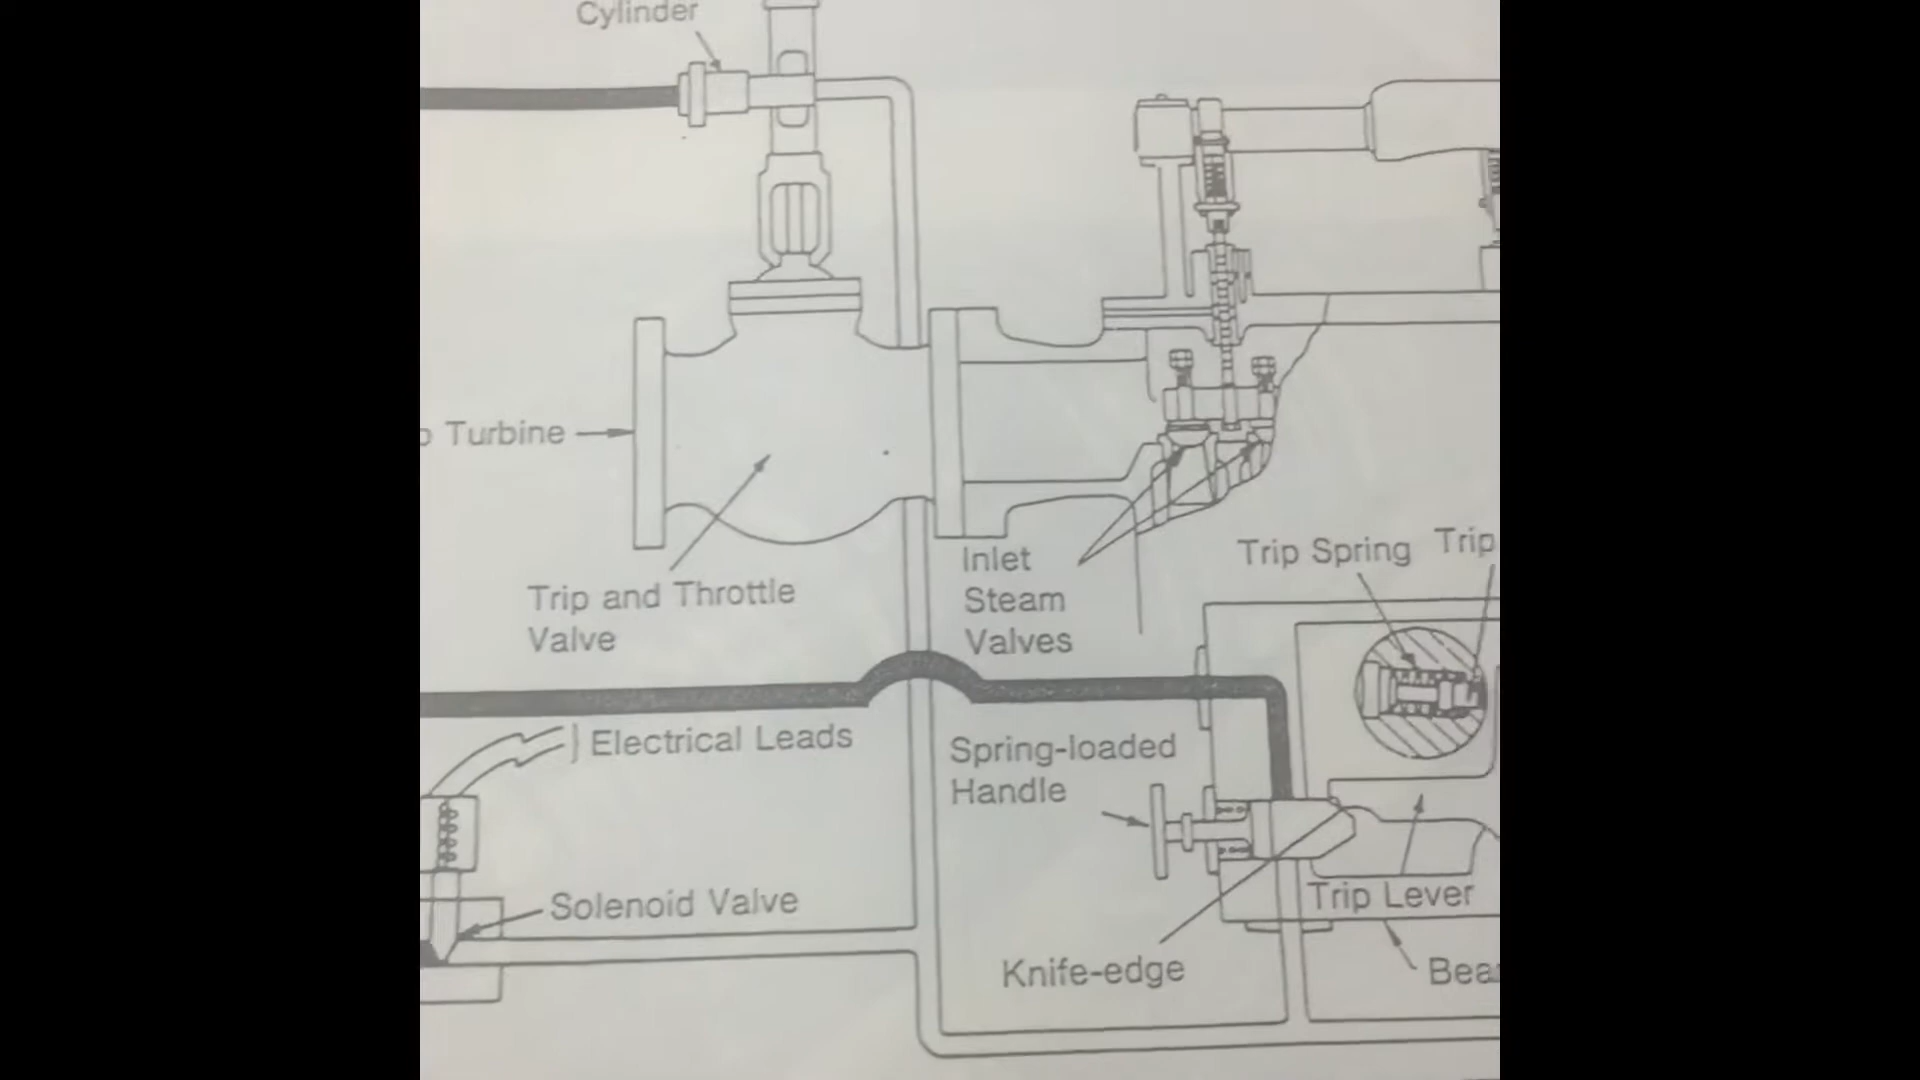 Cylinder
Turbine
Trip and Throttle
Valve
Inlet
Steam
Valves
Trip Spring
Trip
Electrical Leads
Spring-loaded
Handle
Solenoid Valve
Trip Lever
Knife-edge
Bea